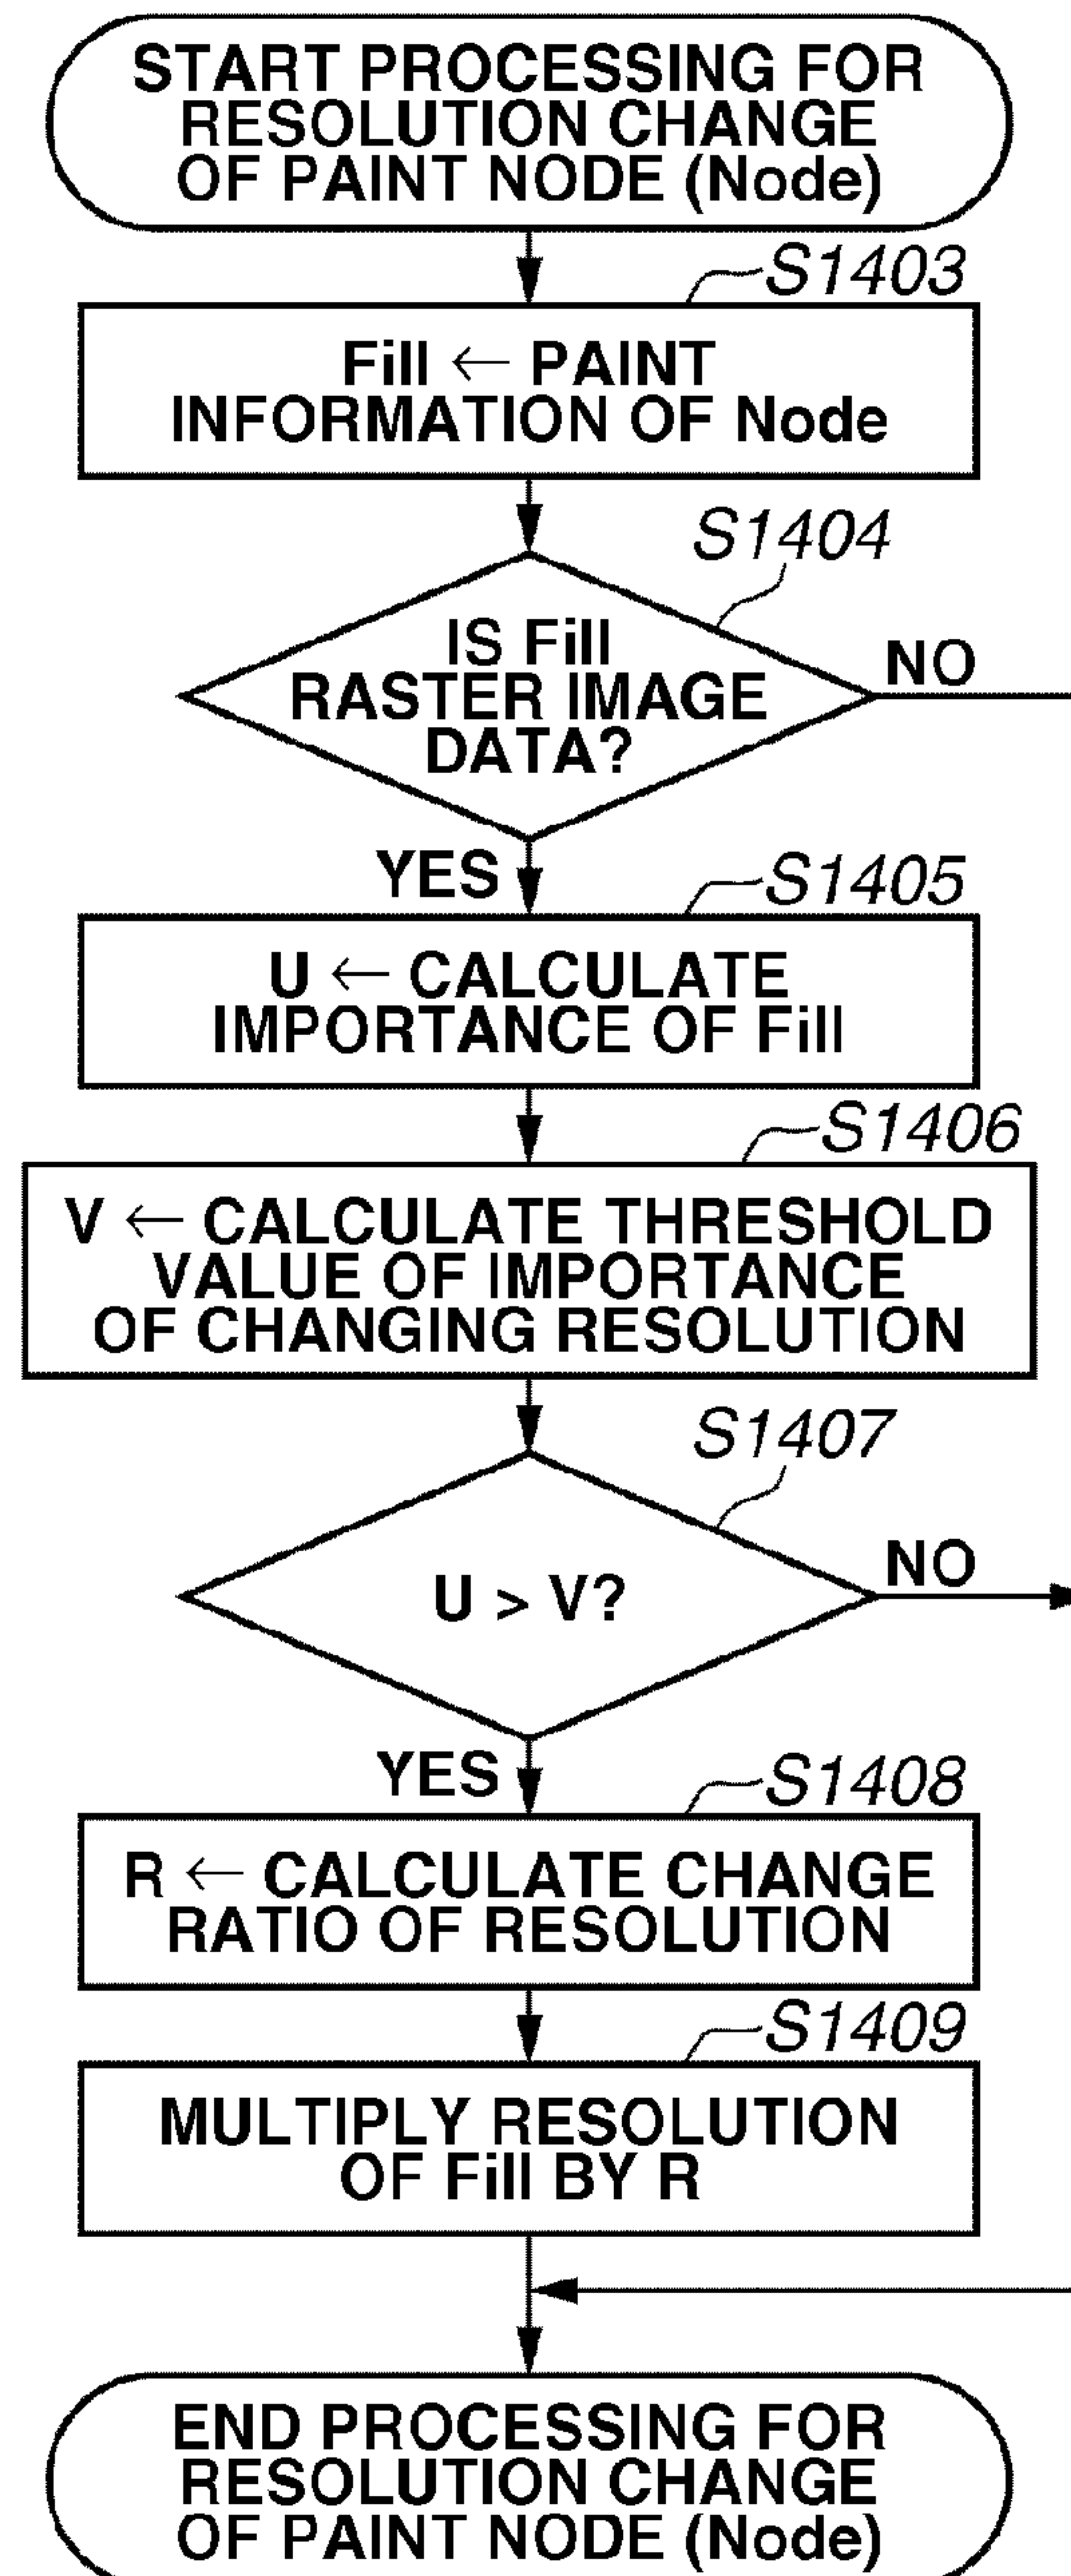 START PROCESSING FOR
RESOLUTION CHANGE
OF PAINT NODE (Node)
S1403
Fill ← PAINT
INFORMATION OF Node
S1404
IS Fill
RASTER IMAGE
DATA?
NO
YES
S1405
U ← CALCULATE
IMPORTANCE OF Fill
S1406
V ← CALCULATE THRESHOLD
VALUE OF IMPORTANCE
OF CHANGING RESOLUTION
S1407
U > V?
NO
YES
S1408
R ← CALCULATE CHANGE
RATIO OF RESOLUTION
S1409
MULTIPLY RESOLUTION
OF Fill BY R
END PROCESSING FOR
RESOLUTION CHANGE
OF PAINT NODE (Node)